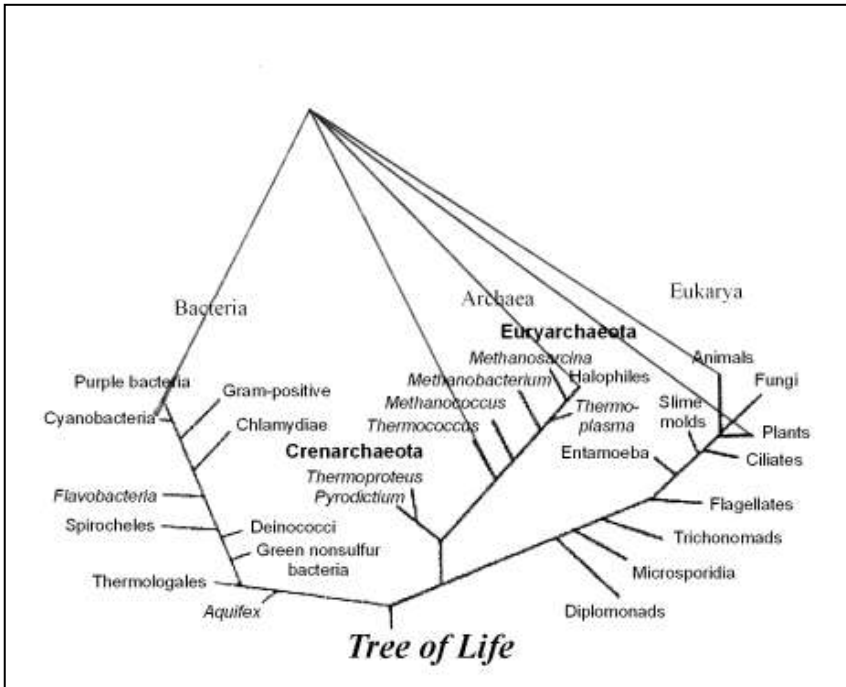 Bacteria
Archaea
Eukarya
Euryarchaeota
Methanosarcina
Animals
Purple bacteria
Methanobacterium
Halophiles
Fungi
Gram-positive
Cyanobacteria
Methanococcus
Thermo-
plasma
Slime
molds
Chlamydiae
Thermococcus
Plants
Crenarchaeota
Entamoeba
Ciliates
Thermoproteus
Flavobacteria
Pyrodictium
Flagellates
Spirocheles
Deinococci
Trichonomads
Green nonsulfur
bacteria
Microsporidia
Thermologales
Aquifex
Diplomonads
Tree of Life